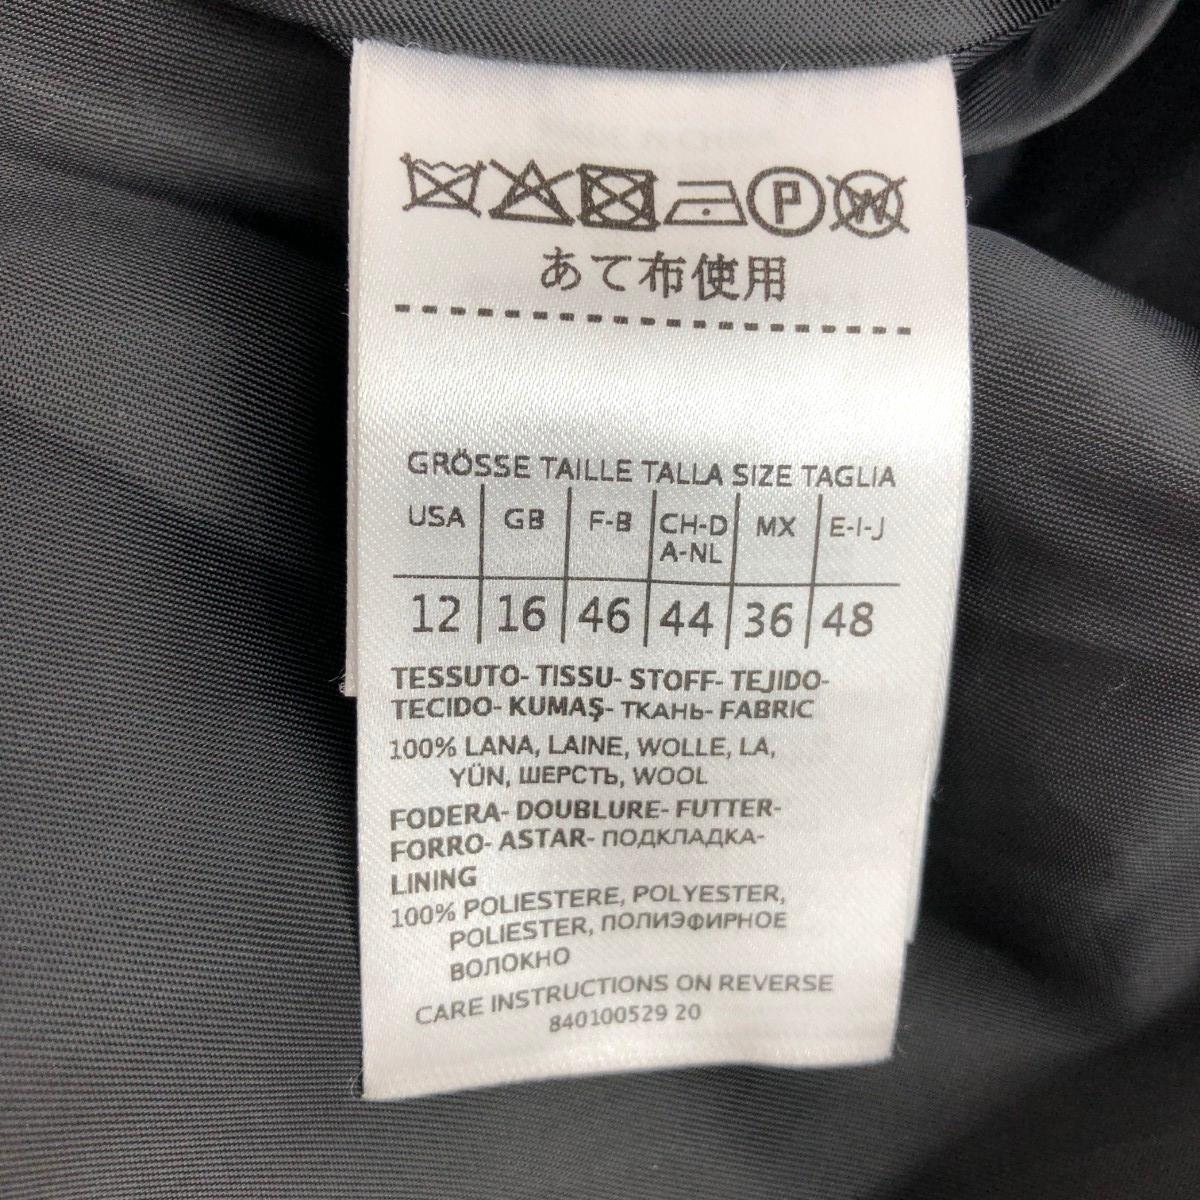 P W
あて布使用
GRÖSSE TAILLE TALLA SIZE TAGLIA
USA GB F-B CH-D A-NL MX E-I-J
12 16 46 44 36 48
TESSUTO- TISSU- STOFF- TEJIDO-
TECIDO- KUMAŞ- ТКАНЬ- FABRIC
100% LANA, LAINE, WOLLE, LA,
YÜN, ШЕРСТЬ, WOOL
FODERA- DOUBLURE- FUTTER-
FORRO- ASTAR- ПОДКЛАДКА-
LINING
100% POLIESTERE, POLYESTER,
POLIESTER, ПОЛИЭФИРНОЕ
ВОЛОКНО
CARE INSTRUCTIONS ON REVERSE
840100529 20